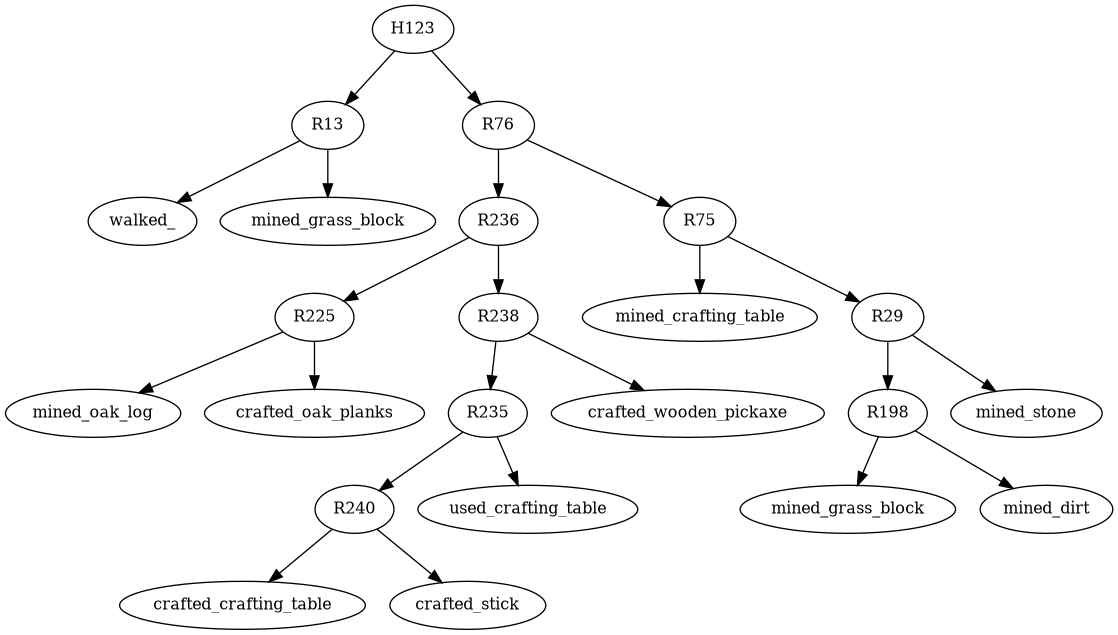 H123
R13
R76
walked_
mined_grass_block
R236
R75
R225
R238
mined_crafting_table
R29
mined_oak_log
crafted_oak_planks
R235
crafted_wooden_pickaxe
R198
mined_stone
R240
used_crafting_table
mined_grass_block
mined_dirt
crafted_crafting_table
crafted_stick